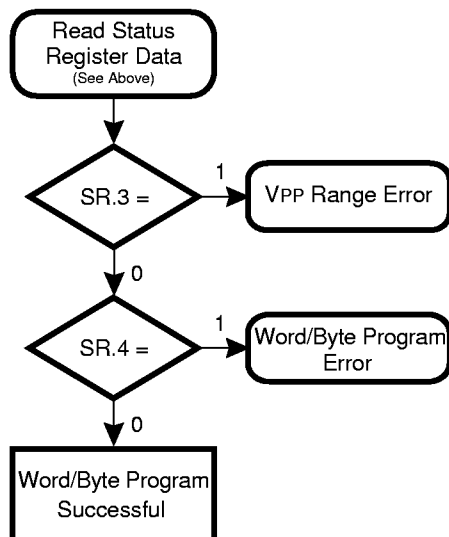 Read Status
Register Data
(See Above)
SR.3 =
1
VPP Range Error
0
SR.4 =
1
Word/Byte Program
Error
0
Word/Byte Program
Successful